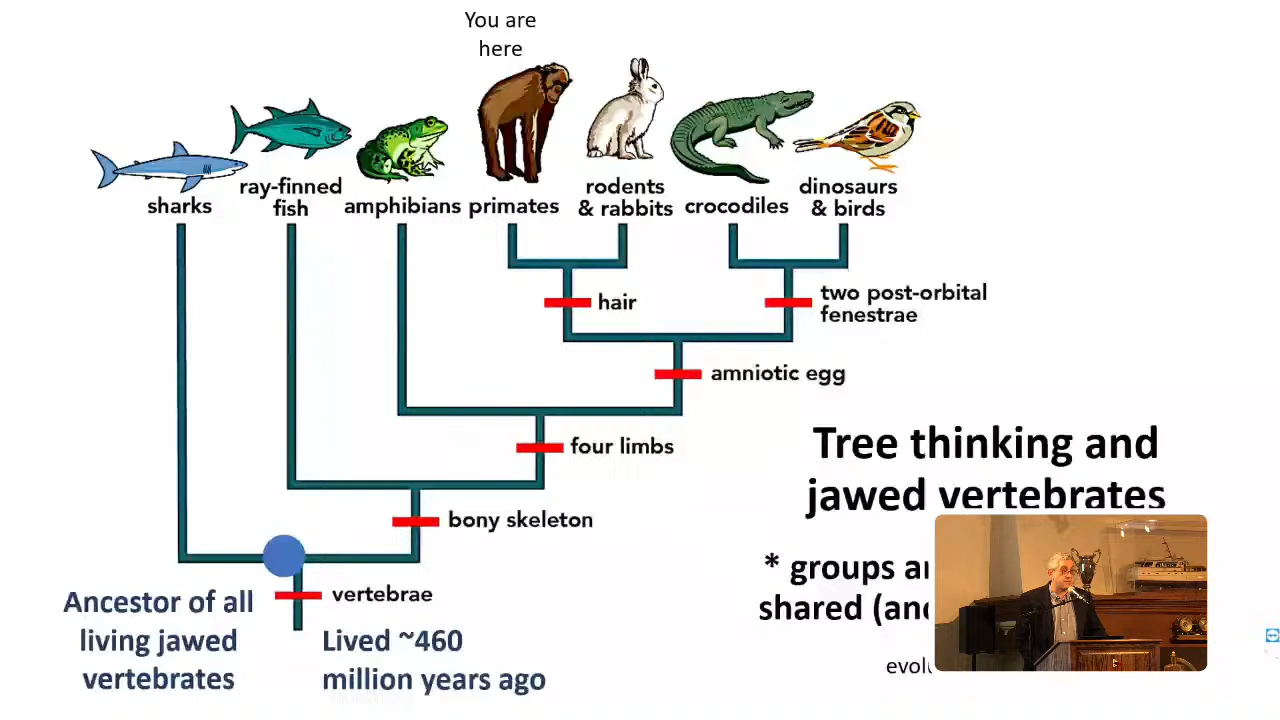 You are
here
sharks
ray-finned
fish
amphibians
primates
rodents
& rabbits
crocodiles
dinosaurs
& birds
hair
two post-orbital
fenestrae
amniotic egg
four limbs
bony skeleton
vertebrae
Tree thinking and
jawed vertebrates
* groups
shared
Ancestor of all
living jawed
vertebrates
Lived ~460
million years ago